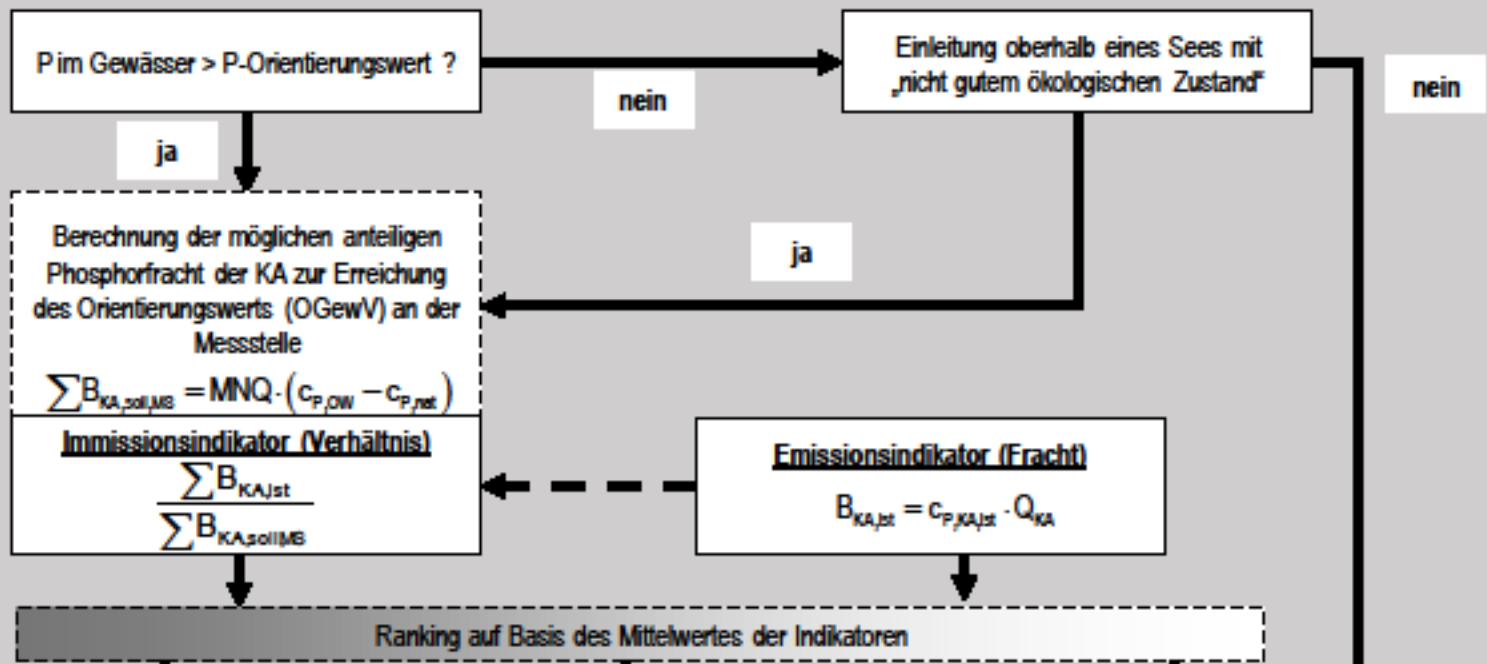 P im Gewässer > P-Orientierungswert ?
nein
Einleitung oberhalb eines Sees mit
„nicht gutem ökologischen Zustand“
nein
ja
Berechnung der möglichen anteiligen
Phosphorfracht der KA zur Erreichung
des Orientierungswerts (OGewV) an der
Messstelle
∑B_KA,soll,MS = MNQ · (c_P,OW − c_P,nat)
ja
Immissionsindikator (Verhältnis)
∑B_KA,ist
∑B_KA,soll,MS
Emissionsindikator (Fracht)
B_KA,ist = c_P,KA,ist · Q_KA
Ranking auf Basis des Mittelwertes der Indikatoren